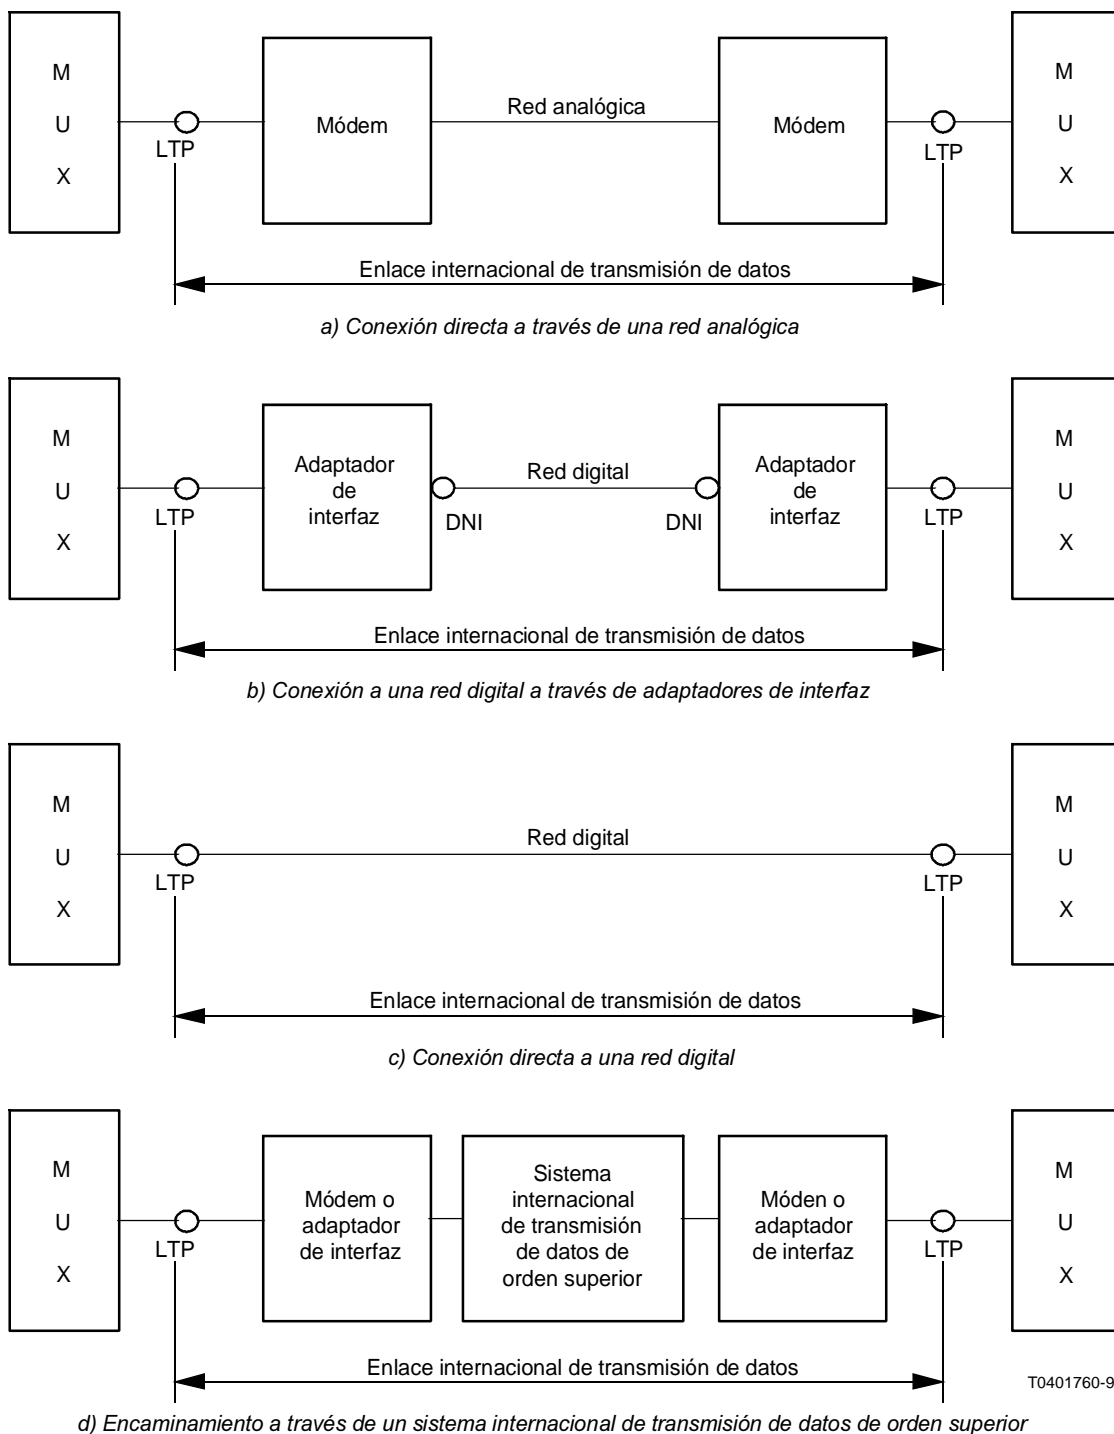 M
U
X
LTP
Módem
Red analógica
Módem
LTP
M
U
X
Enlace internacional de transmisión de datos
a) Conexión directa a través de una red analógica
M
U
X
LTP
Adaptador
de
interfaz
DNI
Red digital
DNI
Adaptador
de
interfaz
LTP
M
U
X
Enlace internacional de transmisión de datos
b) Conexión a una red digital a través de adaptadores de interfaz
M
U
X
LTP
Red digital
LTP
M
U
X
Enlace internacional de transmisión de datos
c) Conexión directa a una red digital
M
U
X
LTP
Módem o
adaptador
de interfaz
Sistema
internacional
de transmisión
de datos de
orden superior
Móden o
adaptador
de interfaz
LTP
M
U
X
Enlace internacional de transmisión de datos
T0401760-9
d) Encaminamiento a través de un sistema internacional de transmisión de datos de orden superior